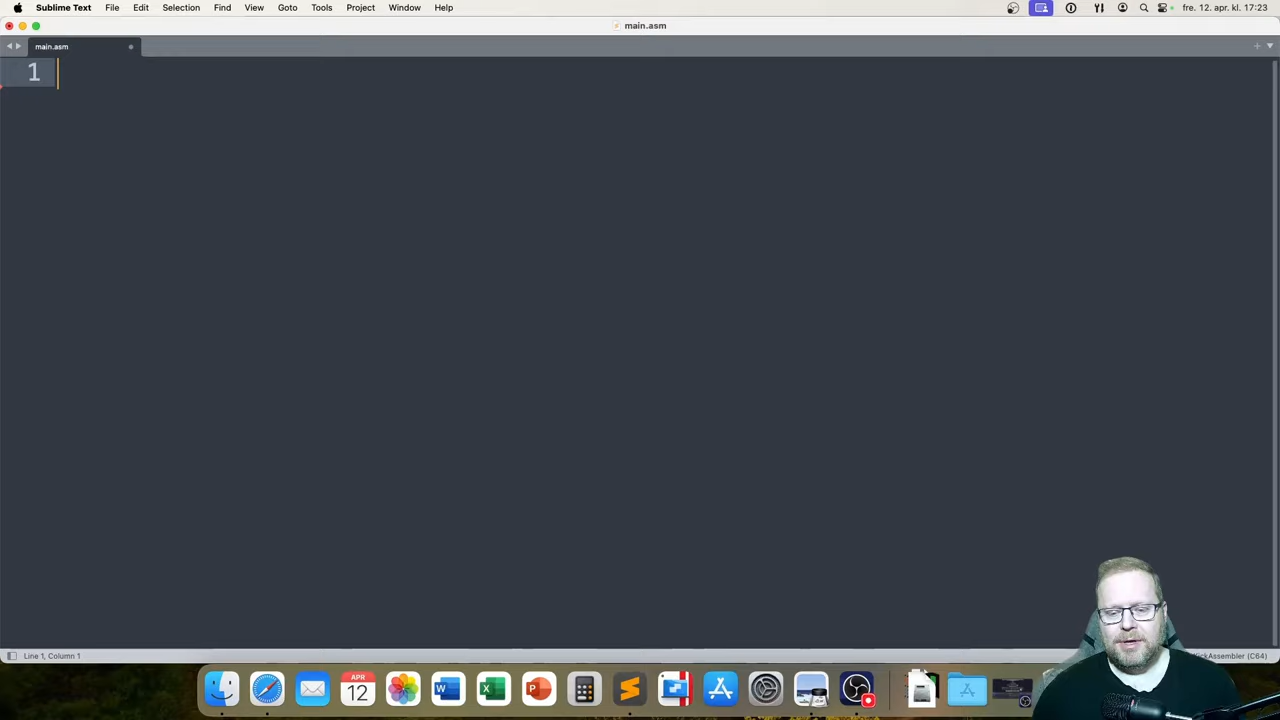 Sublime Text File Edit Selection Find View Goto Tools Project Window Help fre. 12. apr. kl. 17:23
main.asm
main.asm
1
Line 1, Column 1 KickAssembler (C64)
APR
12